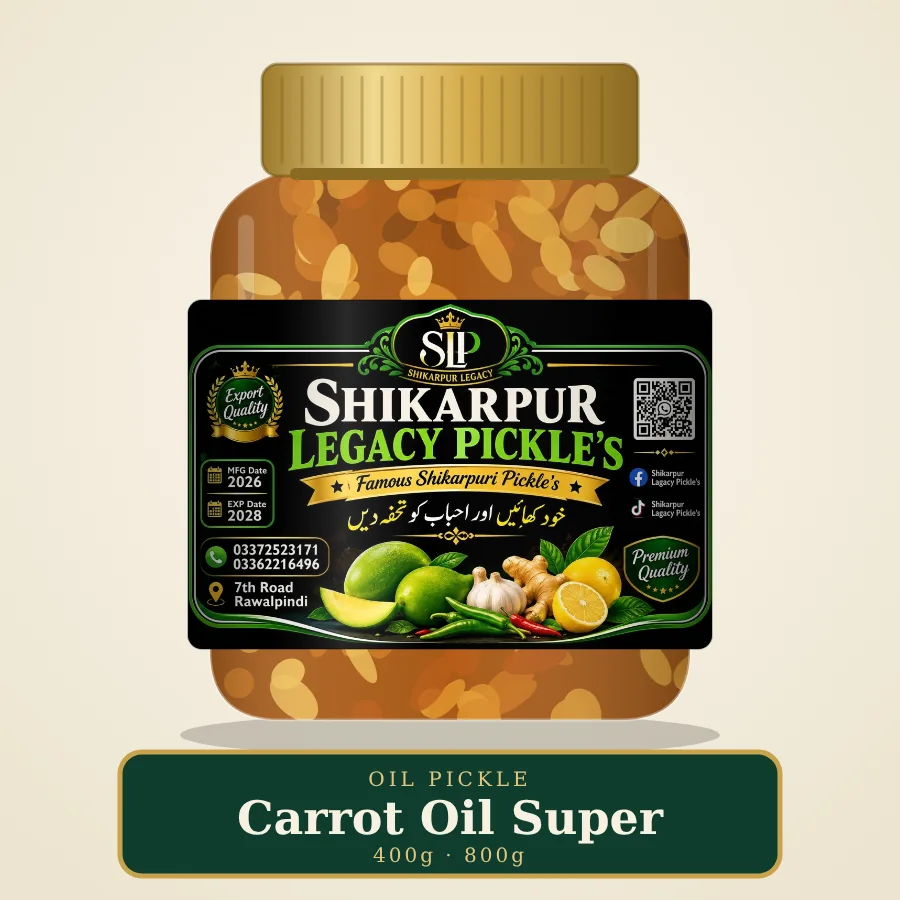 SLP
SHIKARPUR LEGACY
SHIKARPUR
LEGACY PICKLE'S
Famous Shikarpuri Pickle's
خود کھائیں اور احباب کو تحفہ دیں
Export
Quality
MFG Date
2026
EXP Date
2028
03372523171
03362216496
7th Road
Rawalpindi
Shikarpur
Legacy Pickle's
Shikarpur
Legacy Pickle's
Premium
Quality
OIL PICKLE
Carrot Oil Super
400g · 800g